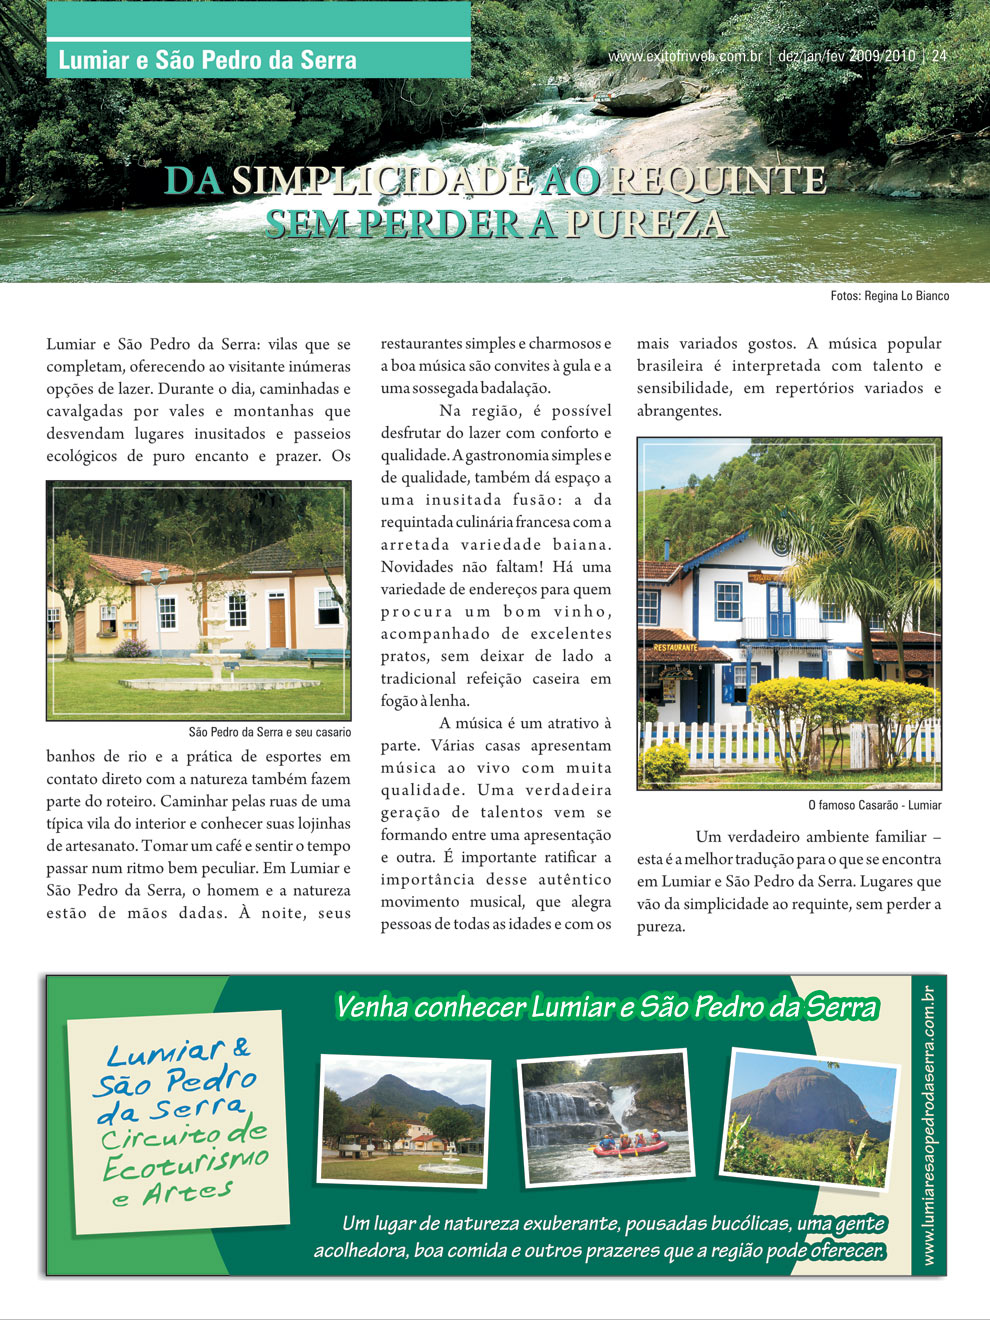 Lumiar e São Pedro da Serra
www.exitofriweb.com.br | dez/jan/fev 2009/2010 | 24
DA SIMPLICIDADE AO REQUINTE
SEM PERDER A PUREZA
Fotos: Regina Lo Bianco
Lumiar e São Pedro da Serra: vilas que se
completam, oferecendo ao visitante inúmeras
opções de lazer. Durante o dia, caminhadas e
cavalgadas por vales e montanhas que
desvendam lugares inusitados e passeios
ecológicos de puro encanto e prazer. Os
São Pedro da Serra e seu casario
banhos de rio e a prática de esportes em
contato direto com a natureza também fazem
parte do roteiro. Caminhar pelas ruas de uma
típica vila do interior e conhecer suas lojinhas
de artesanato. Tomar um café e sentir o tempo
passar num ritmo bem peculiar. Em Lumiar e
São Pedro da Serra, o homem e a natureza
estão de mãos dadas. À noite, seus
restaurantes simples e charmosos e
a boa música são convites à gula e a
uma sossegada badalação.
Na região, é possível
desfrutar do lazer com conforto e
qualidade. A gastronomia simples e
de qualidade, também dá espaço a
uma inusitada fusão: a da
requintada culinária francesa com a
arretada variedade baiana.
Novidades não faltam! Há uma
variedade de endereços para quem
procura um bom vinho,
acompanhado de excelentes
pratos, sem deixar de lado a
tradicional refeição caseira em
fogão à lenha.
A música é um atrativo à
parte. Várias casas apresentam
música ao vivo com muita
qualidade. Uma verdadeira
geração de talentos vem se
formando entre uma apresentação
e outra. É importante ratificar a
importância desse autêntico
movimento musical, que alegra
pessoas de todas as idades e com os
mais variados gostos. A música popular
brasileira é interpretada com talento e
sensibilidade, em repertórios variados e
abrangentes.
RESTAURANTE
O famoso Casarão - Lumiar
Um verdadeiro ambiente familiar –
esta é a melhor tradução para o que se encontra
em Lumiar e São Pedro da Serra. Lugares que
vão da simplicidade ao requinte, sem perder a
pureza.
Venha conhecer Lumiar e São Pedro da Serra
Lumiar &
São Pedro
da Serra
Circuito de
Ecoturismo
e Artes
Um lugar de natureza exuberante, pousadas bucólicas, uma gente
acolhedora, boa comida e outros prazeres que a região pode oferecer.
www.lumiaresaopedrodaserra.com.br